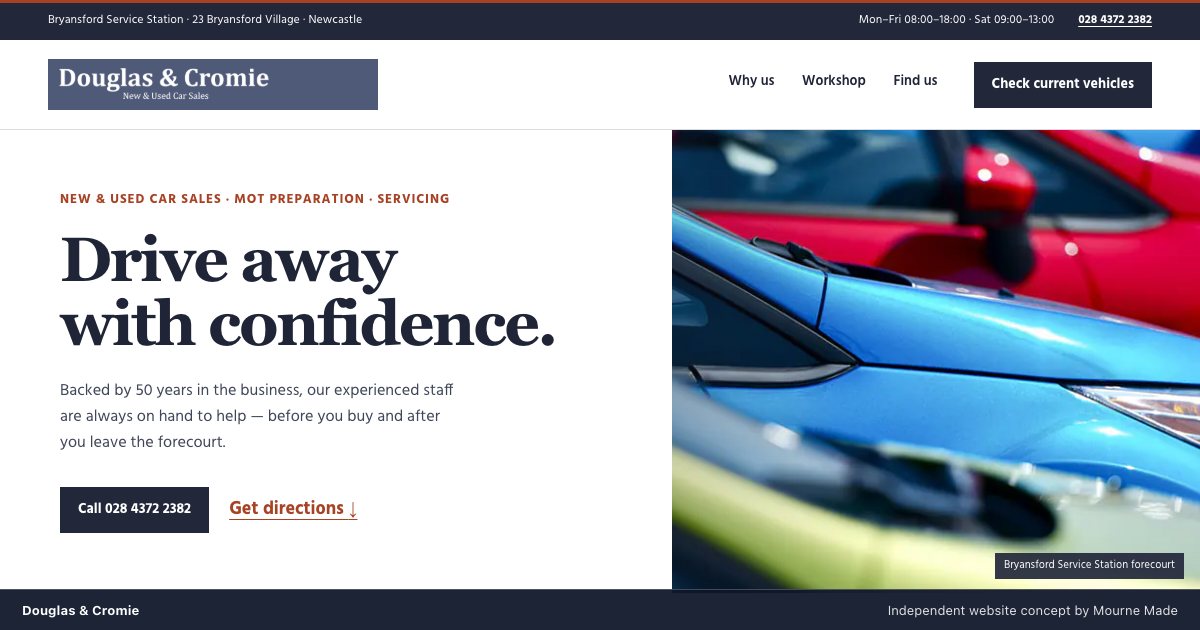 Bryansford Service Station · 23 Bryansford Village · Newcastle
Mon–Fri 08:00–18:00 · Sat 09:00–13:00
028 4372 2382
Douglas & Cromie
New & Used Car Sales
Why us
Workshop
Find us
Check current vehicles
NEW & USED CAR SALES · MOT PREPARATION · SERVICING
Drive away
with confidence.
Backed by 50 years in the business, our experienced staff
are always on hand to help — before you buy and after
you leave the forecourt.
Call 028 4372 2382
Get directions ↓
Bryansford Service Station forecourt
Douglas & Cromie
Independent website concept by Mourne Made